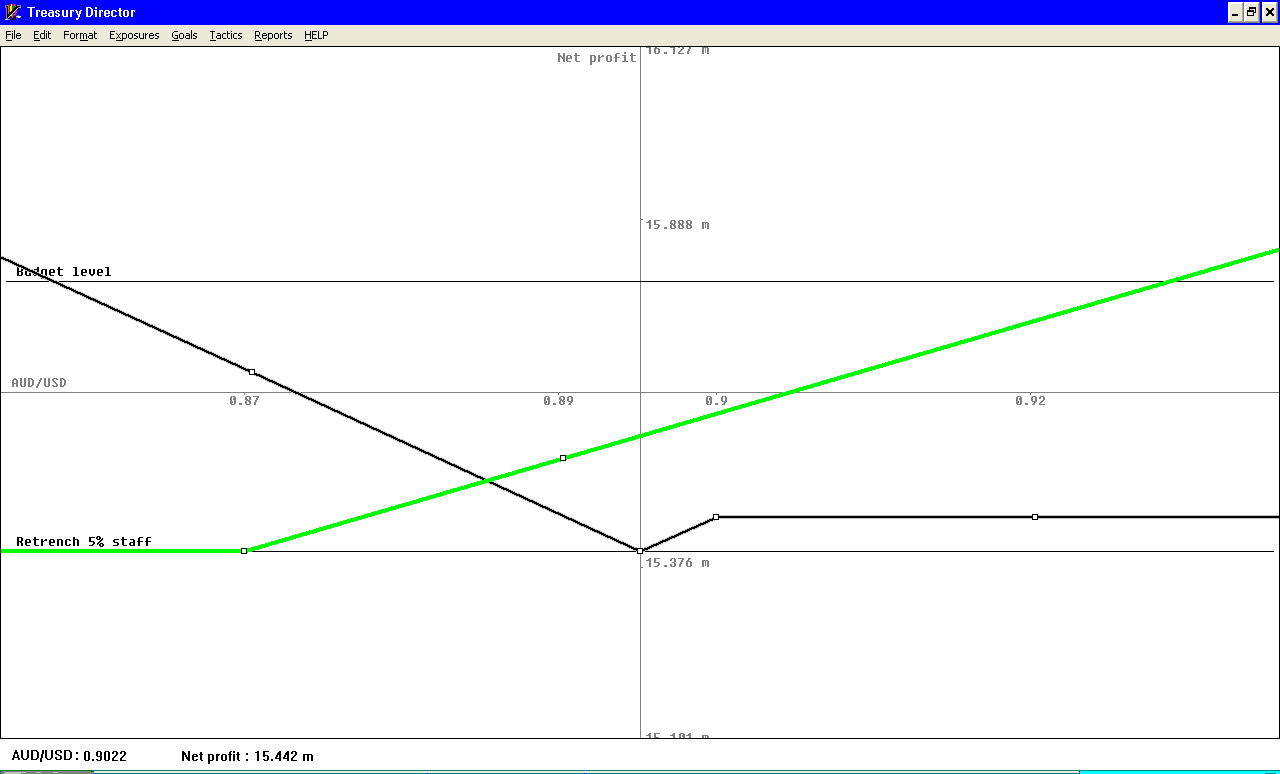 Treasury Director
File Edit Format Exposures Goals Tactics Reports HELP
16.127 m
Net profit
15.888 m
Budget level
AUD/USD
0.87 0.89 0.9 0.92
Retrench 5% staff
15.376 m
AUD/USD : 0.9022 Net profit : 15.442 m